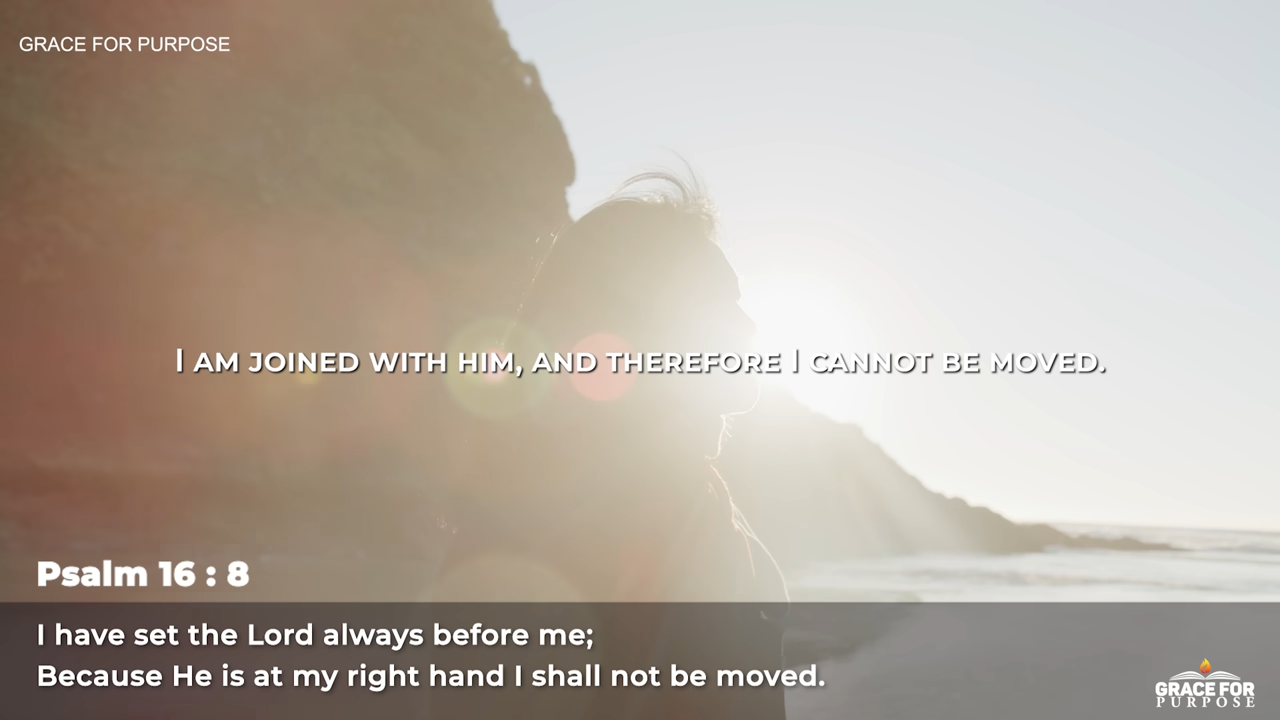 GRACE FOR PURPOSE
I AM JOINED WITH HIM, AND THEREFORE I CANNOT BE MOVED.
Psalm 16 : 8
I have set the Lord always before me;
Because He is at my right hand I shall not be moved.
GRACE FOR
PURPOSE